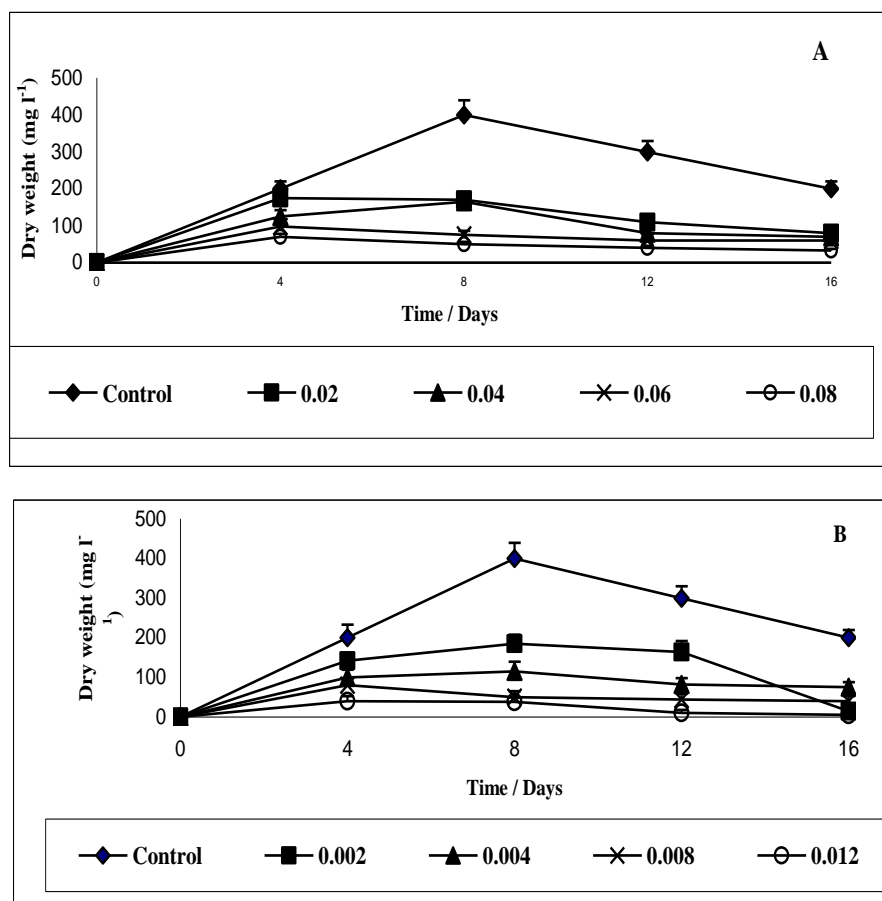 A
Dry weight (mg l-1)
500
400
300
200
100
0
0 4 8 12 16
Time / Days
Control 0.02 0.04 0.06 0.08
B
Dry weight (mg l-
1)
500
400
300
200
100
0
0 4 8 12 16
Time / Days
Control 0.002 0.004 0.008 0.012